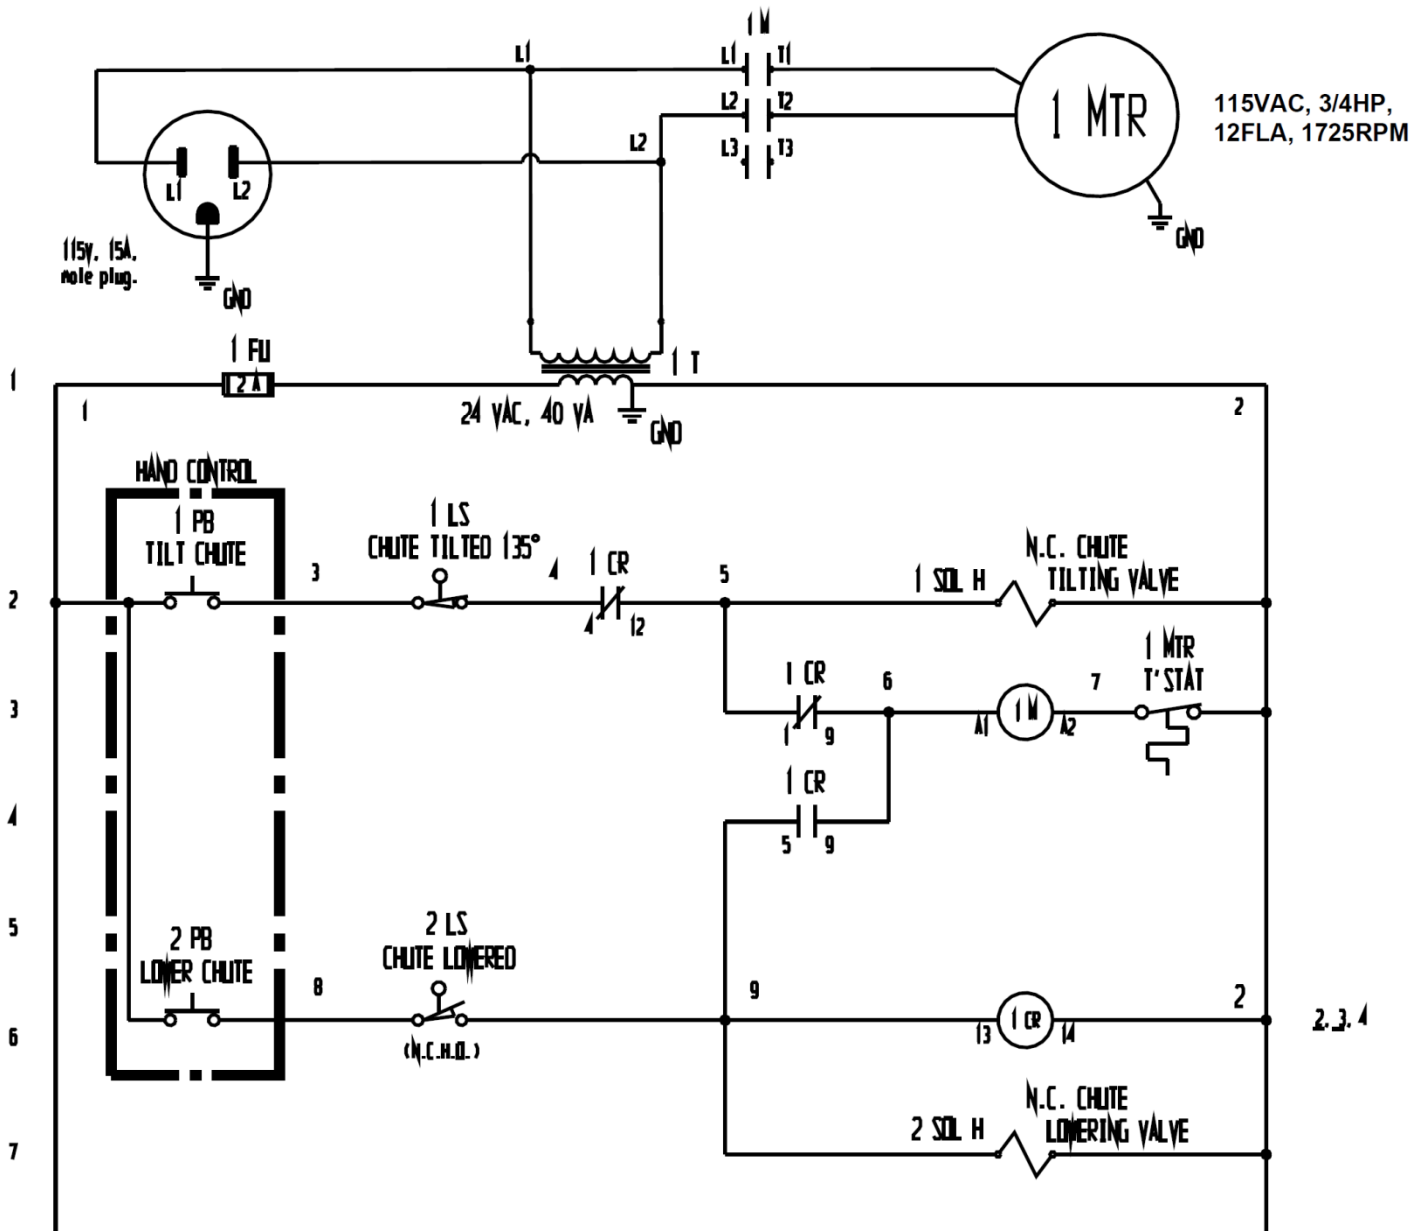 1 M
L1
L1
T1
L2
T2
L2
L3
T3
1 MTR
115VAC, 3/4HP,
12FLA, 1725RPM
GND
L1
L2
115V, 15A,
male plug.
GND
1 FU
2 A
1 T
1
1
24 VAC, 40 VA
GND
2
HAND CONTROL
1 PB
TILT CHUTE
3
1 LS
CHUTE TILTED 135°
4
1 CR
4
12
5
1 SOL H
N.C. CHUTE
TILTING VALVE
2
1 CR
1
9
6
A1
1 M
A2
7
1 MTR
T'STAT
3
1 CR
5
9
4
5
2 PB
LOWER CHUTE
8
2 LS
CHUTE LOWERED
(N.C.H.O.)
9
13
1 CR
14
2
2, 3, 4
6
2 SOL H
N.C. CHUTE
LOWERING VALVE
7